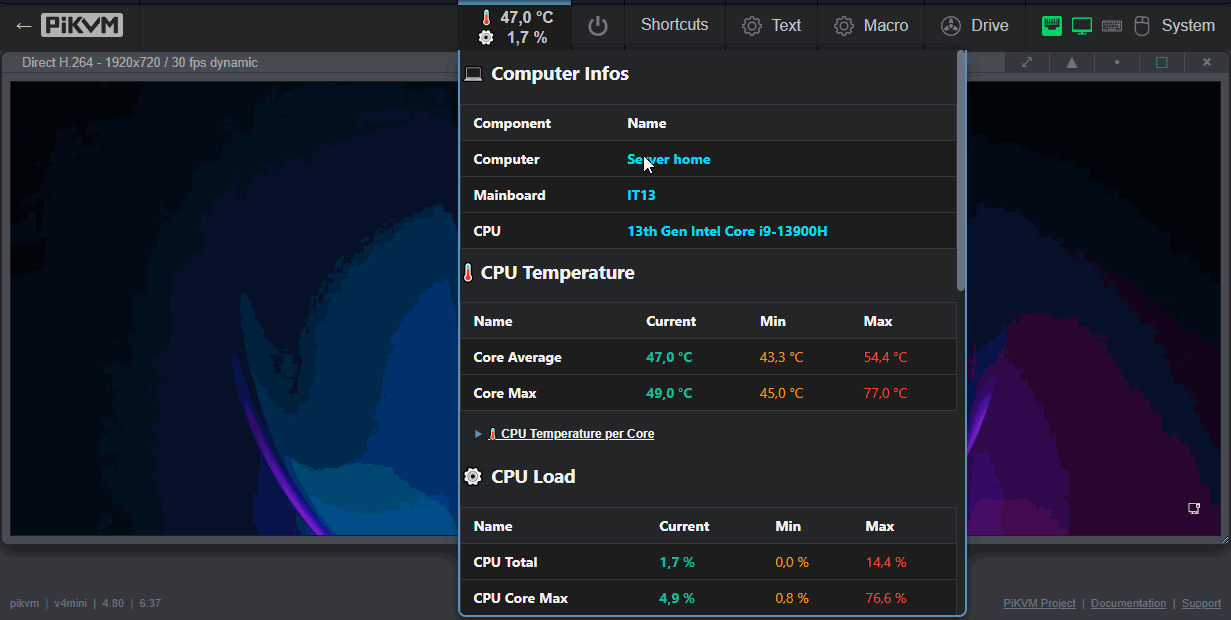 ← PiKVM
47,0 °C
1,7 %
Shortcuts
Text
Macro
Drive
System
Direct H.264 - 1920x720 / 30 fps dynamic
Computer Infos
Component Name
Computer Server home
Mainboard IT13
CPU 13th Gen Intel Core i9-13900H
CPU Temperature
Name Current Min Max
Core Average 47,0 °C 43,3 °C 54,4 °C
Core Max 49,0 °C 45,0 °C 77,0 °C
CPU Temperature per Core
CPU Load
Name Current Min Max
CPU Total 1,7 % 0,0 % 14,4 %
CPU Core Max 4,9 % 0,8 % 76,6 %
pikvm | v4mini | 4.80 | 6.37
PiKVM Project | Documentation | Support